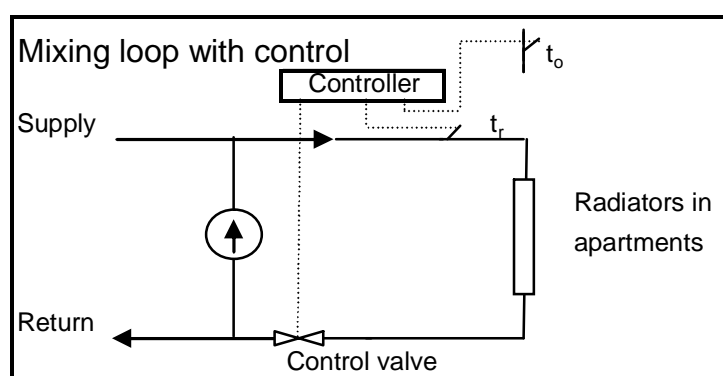 Mixing loop with control
t_o
Controller
Supply
t_r
Radiators in
apartments
Return
Control valve